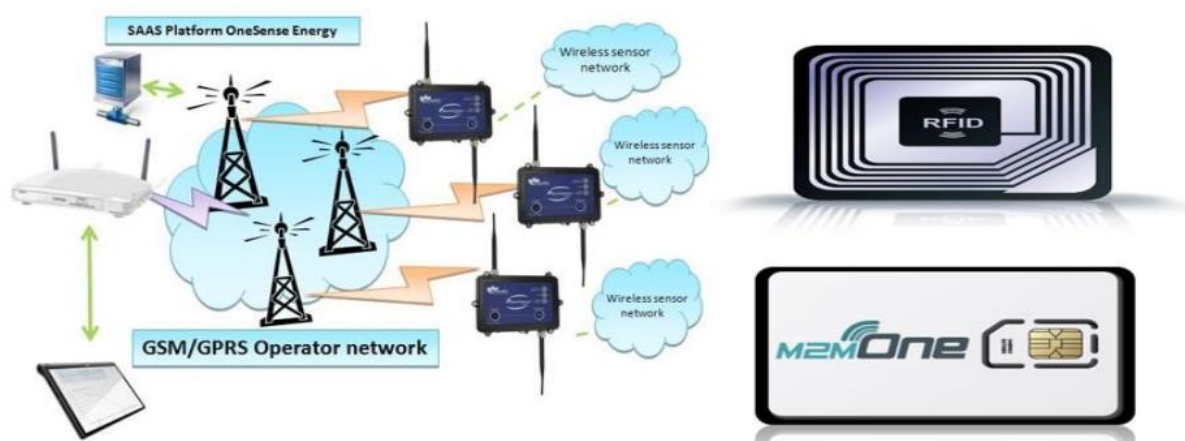 SAAS Platform OneSense Energy
Wireless sensor
network
Wireless sensor
network
Wireless sensor
network
GSM/GPRS Operator network
RFID
M2MOne